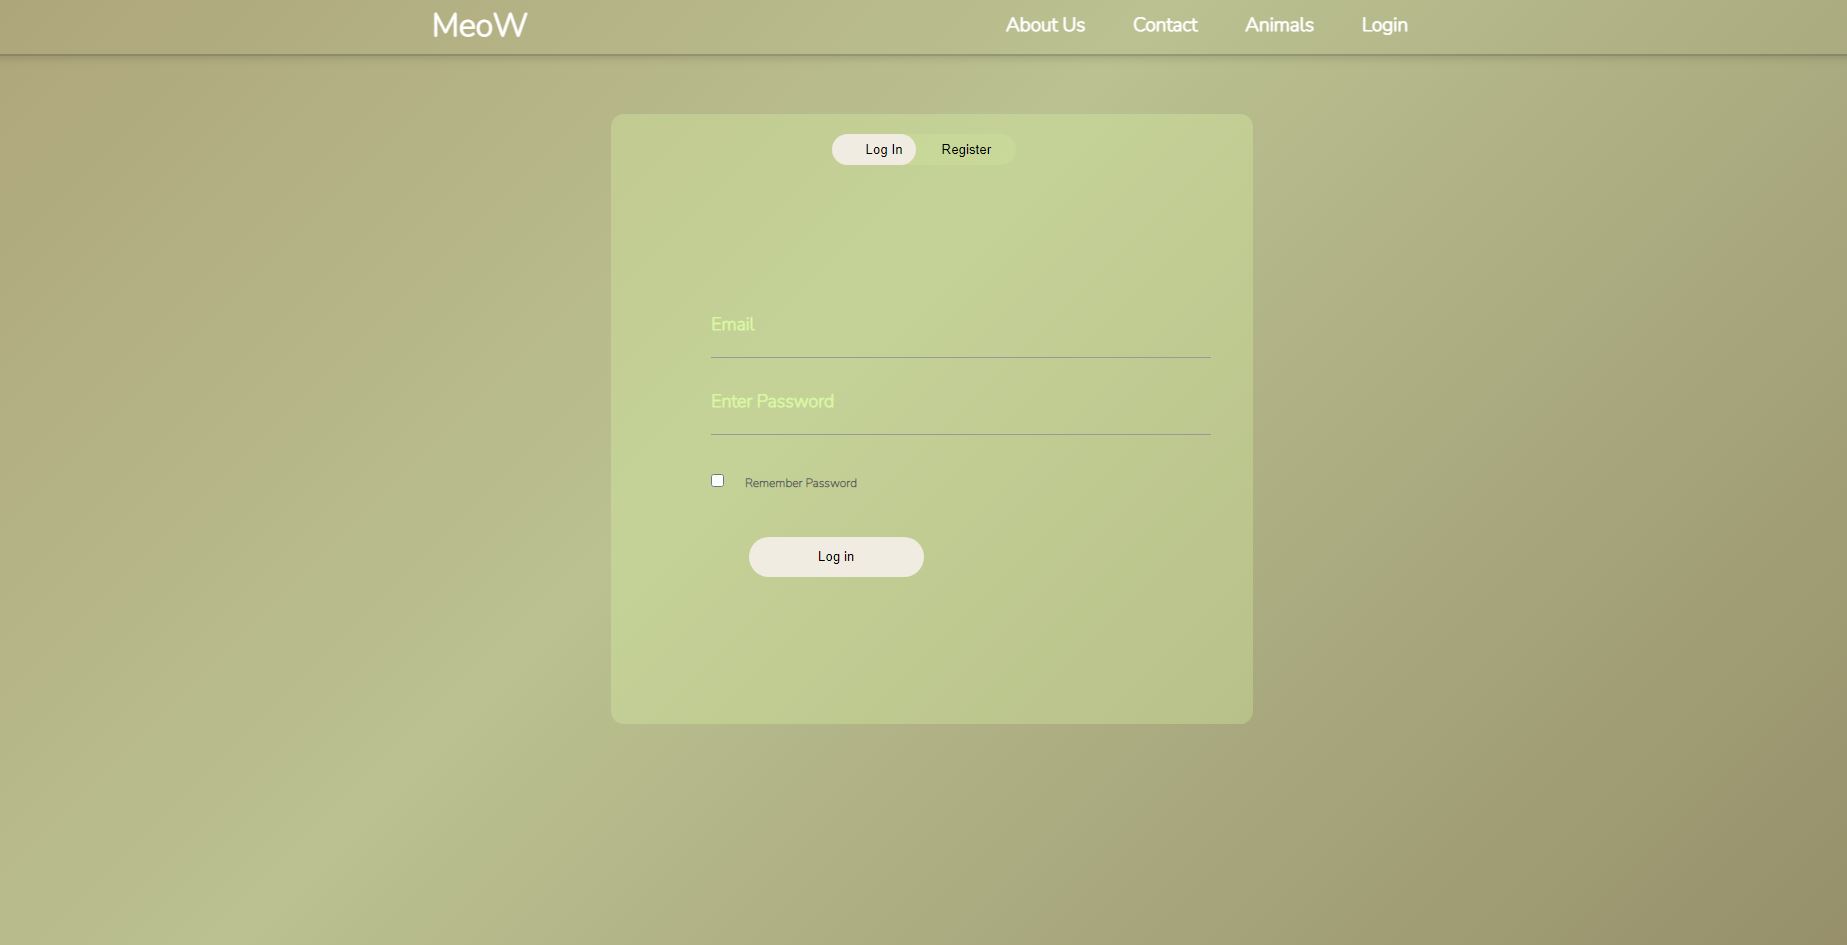 MeoW About Us Contact Animals Login
Log In Register
Email
Enter Password
Remember Password
Log in